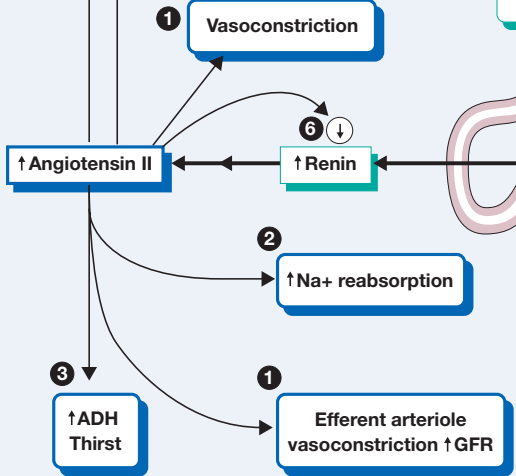 1
Vasoconstriction
6 ↓
↑Angiotensin II
↑Renin
2
↑Na+ reabsorption
3
↑ADH
Thirst
1
Efferent arteriole
vasoconstriction ↑GFR